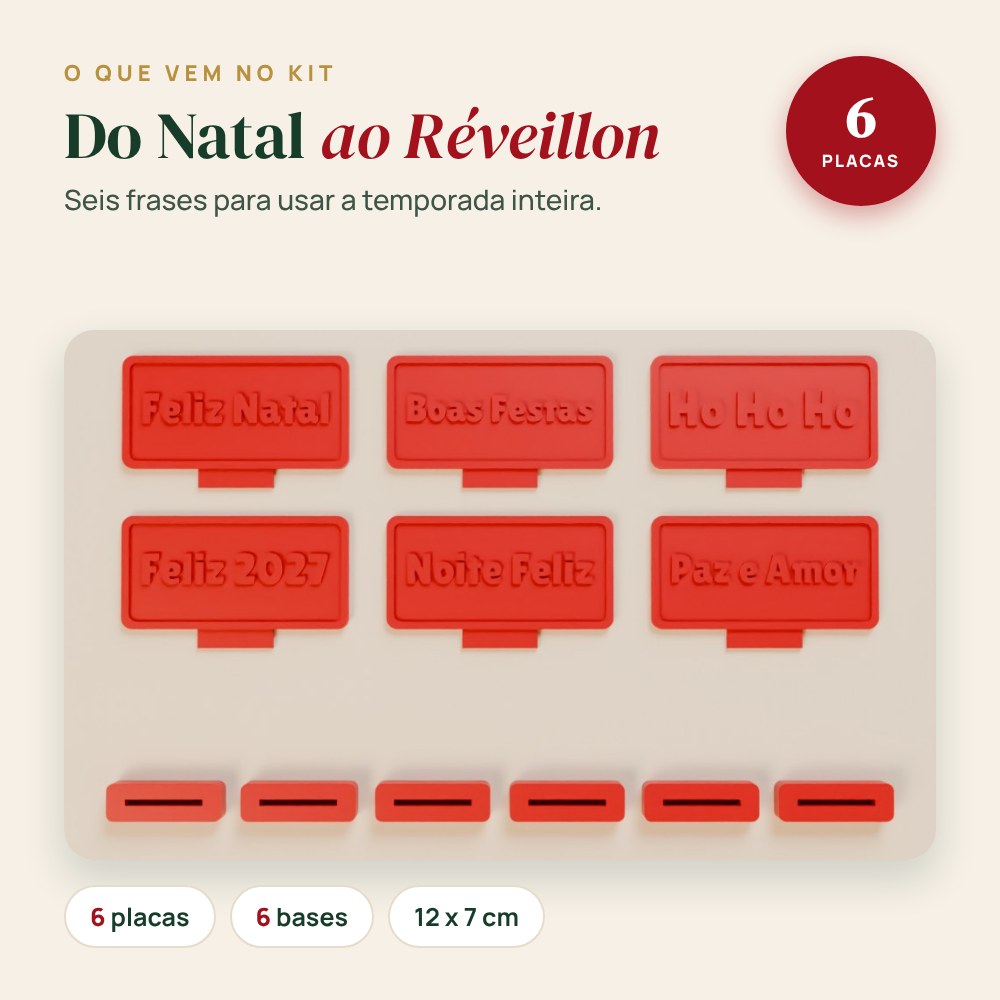 O QUE VEM NO KIT
Do Natal ao Réveillon
Seis frases para usar a temporada inteira.
6
PLACAS
Feliz Natal
Boas Festas
Ho Ho Ho
Feliz 2027
Noite Feliz
Paz e Amor
6 placas
6 bases
12 x 7 cm